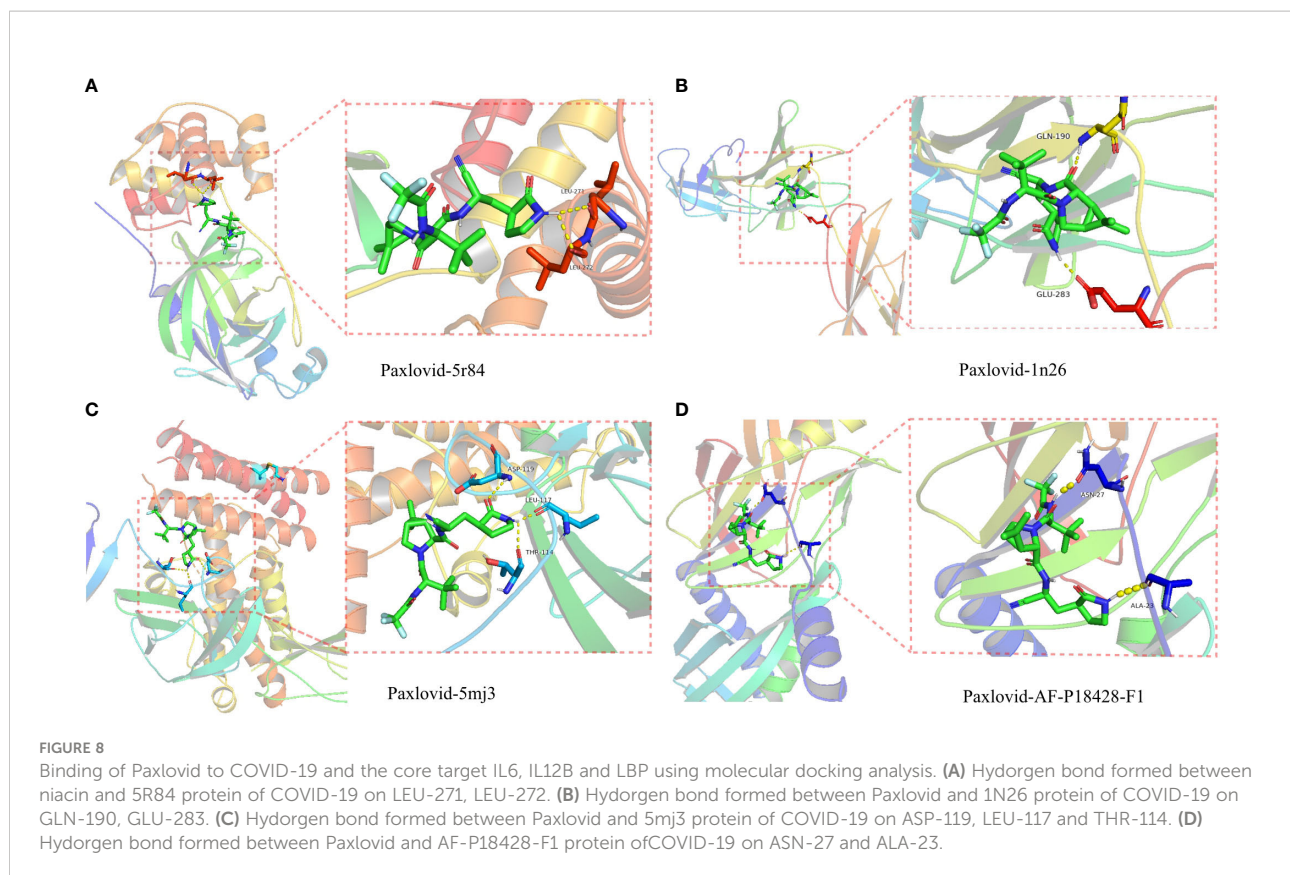 A
B
LEU-271
LEU-272
GLN-190
GLU-283
Paxlovid-5r84
Paxlovid-1n26
C
D
ASP-119
LEU-117
THR-114
ASN-27
ALA-23
Paxlovid-5mj3
Paxlovid-AF-P18428-F1
FIGURE 8
Binding of Paxlovid to COVID-19 and the core target IL6, IL12B and LBP using molecular docking analysis. (A) Hydorgen bond formed between
niacin and 5R84 protein of COVID-19 on LEU-271, LEU-272. (B) Hydorgen bond formed between Paxlovid and 1N26 protein of COVID-19 on
GLN-190, GLU-283. (C) Hydorgen bond formed between Paxlovid and 5mj3 protein of COVID-19 on ASP-119, LEU-117 and THR-114. (D)
Hydorgen bond formed between Paxlovid and AF-P18428-F1 protein ofCOVID-19 on ASN-27 and ALA-23.